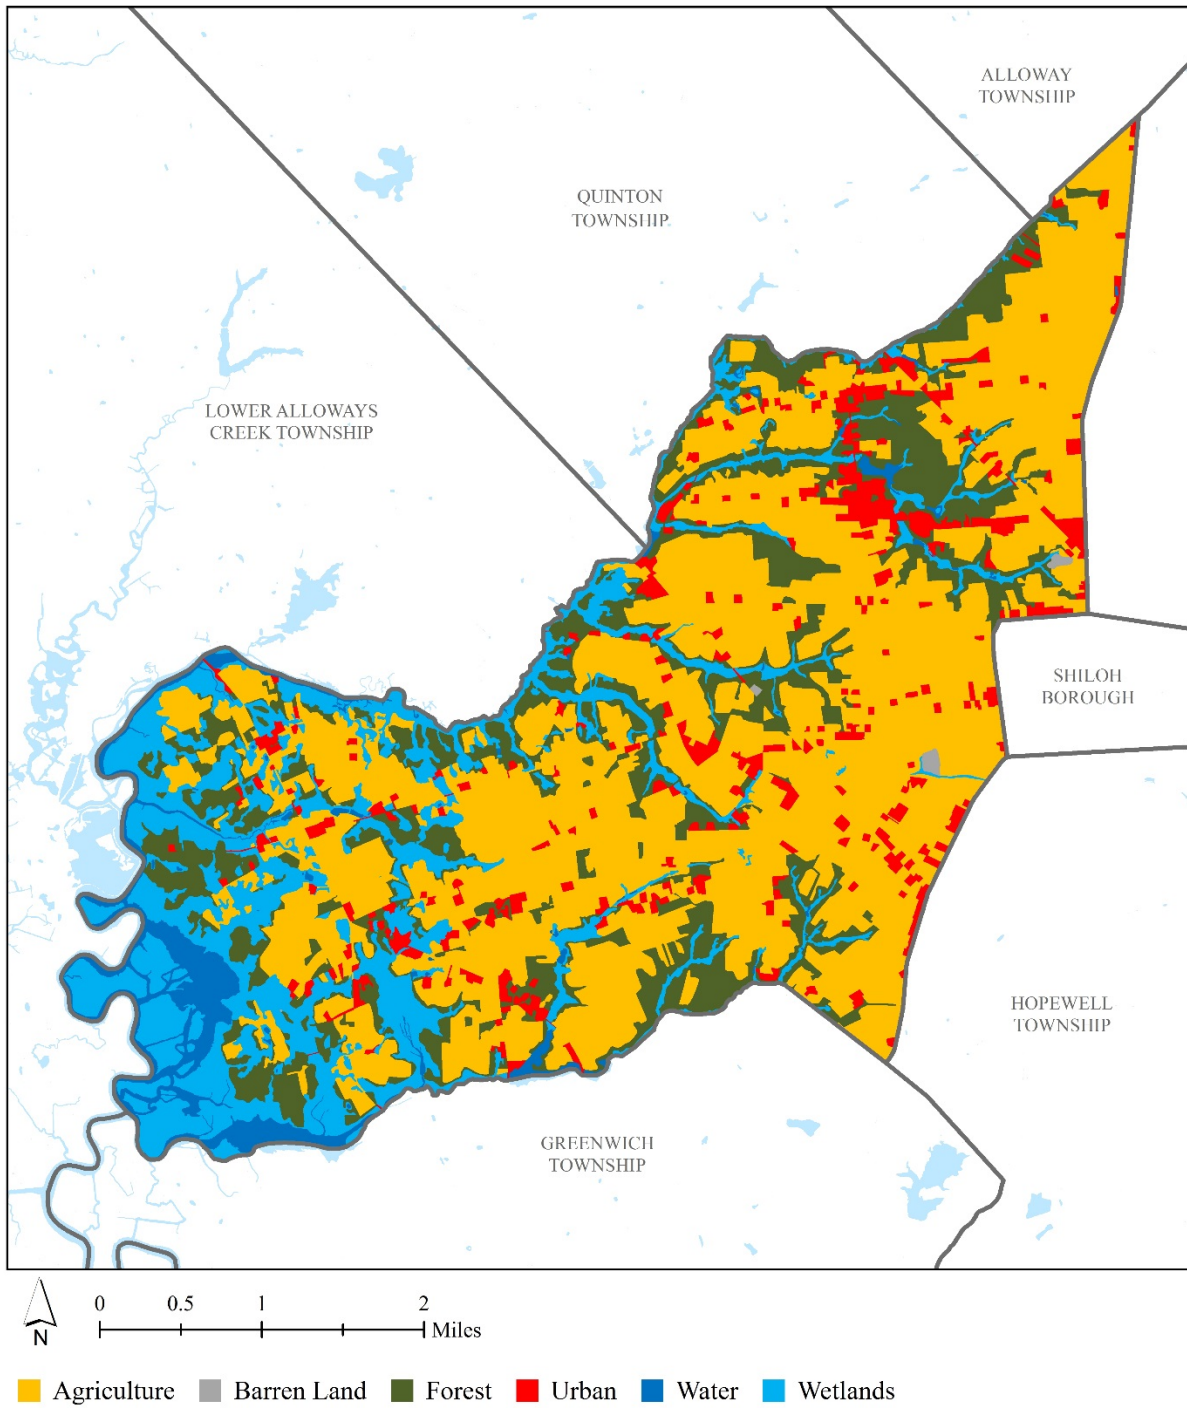 ALLOWAY
TOWNSHIP
QUINTON
TOWNSHIP
LOWER ALLOWAYS
CREEK TOWNSHIP
SHILOH
BOROUGH
HOPEWELL
TOWNSHIP
GREENWICH
TOWNSHIP
N
0 0.5 1 2
Miles
Agriculture Barren Land Forest Urban Water Wetlands